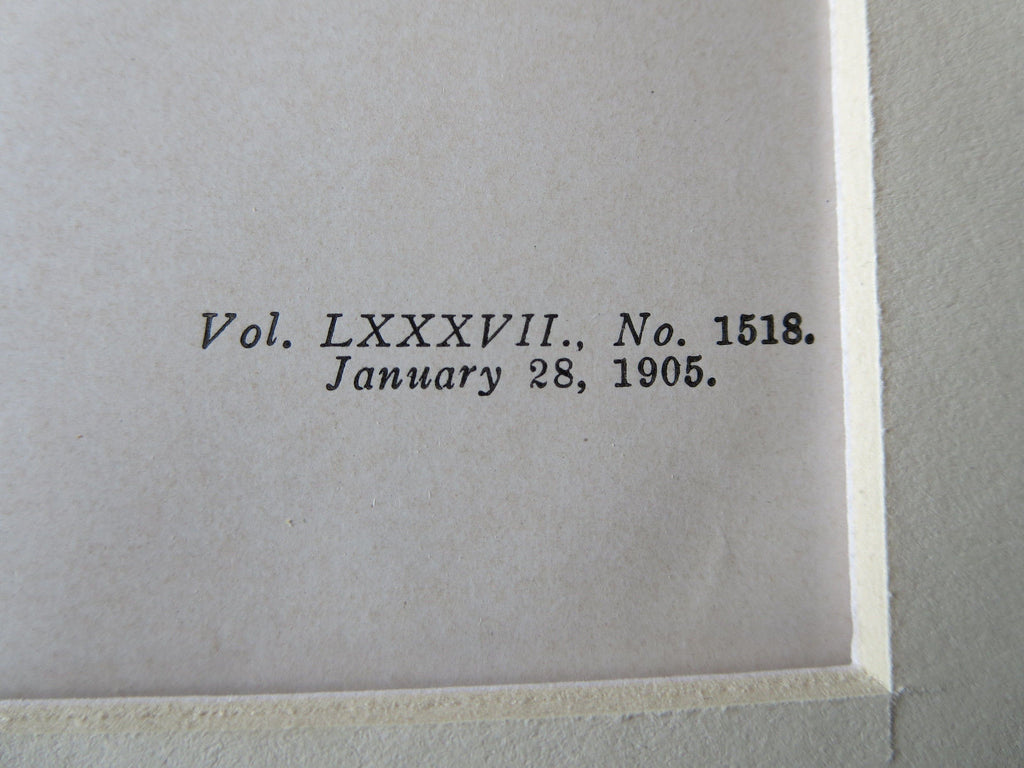 Vol. LXXXVII., No. 1518.
January 28, 1905.